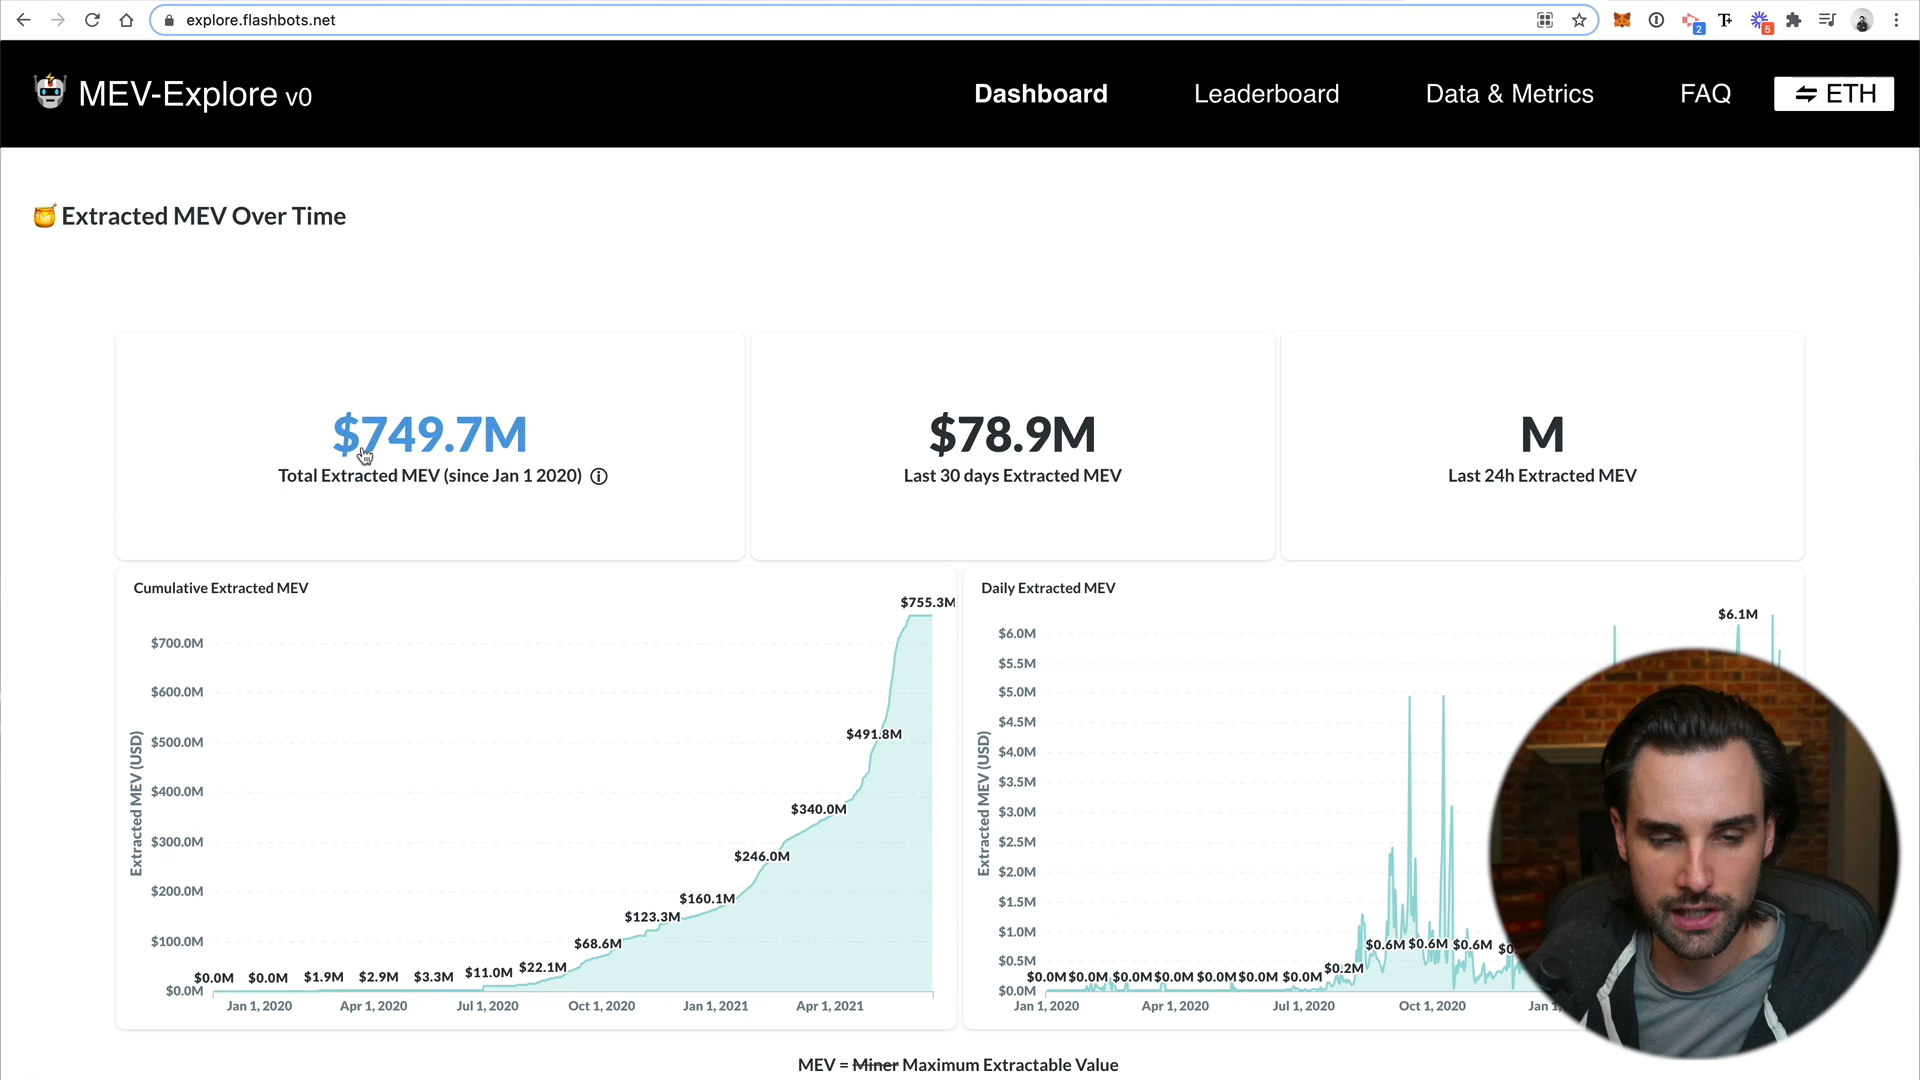 explore.flashbots.net
2
5
MEV-Explore v0
Dashboard
Leaderboard
Data & Metrics
FAQ
ETH
Extracted MEV Over Time
$749.7M
Total Extracted MEV (since Jan 1 2020)
$78.9M
Last 30 days Extracted MEV
M
Last 24h Extracted MEV
Cumulative Extracted MEV
$755.3M
$700.0M
$600.0M
$500.0M
$400.0M
$300.0M
$200.0M
$100.0M
$0.0M
Extracted MEV (USD)
$0.0M
$0.0M
$1.9M
$2.9M
$3.3M
$11.0M
$22.1M
$68.6M
$123.3M
$160.1M
$246.0M
$340.0M
$491.8M
Jan 1, 2020
Apr 1, 2020
Jul 1, 2020
Oct 1, 2020
Jan 1, 2021
Apr 1, 2021
Daily Extracted MEV
$6.1M
$6.0M
$5.5M
$5.0M
$4.5M
$4.0M
$3.5M
$3.0M
$2.5M
$2.0M
$1.5M
$1.0M
$0.5M
$0.0M
Extracted MEV (USD)
$0.0M
$0.0M
$0.0M
$0.0M
$0.0M
$0.0M
$0.0M
$0.2M
$0.6M
$0.6M
$0.6M
Jan 1, 2020
Apr 1, 2020
Jul 1, 2020
Oct 1, 2020
MEV = Miner Maximum Extractable Value